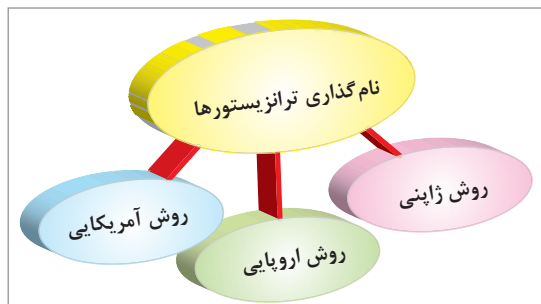 نام‌گذاری ترانزیستورها
روش ژاپنی
روش اروپایی
روش آمریکایی